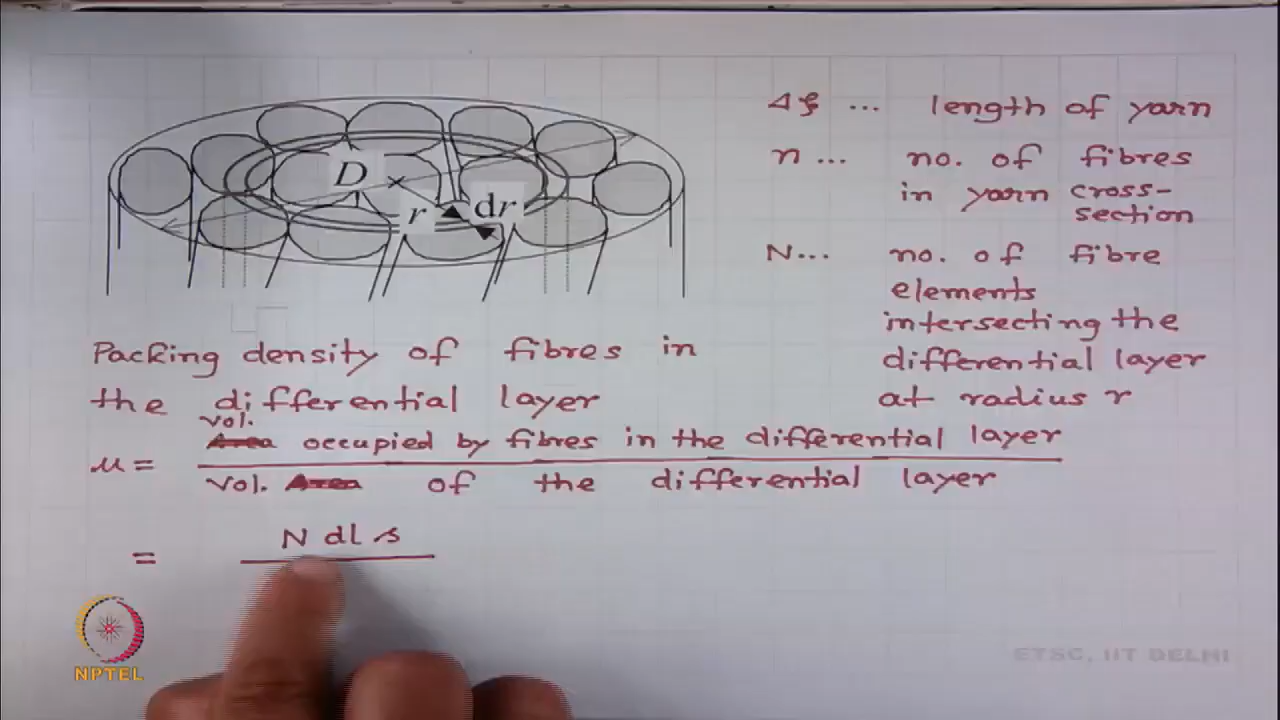 D
r
dr
Δξ ... length of yarn
n ... no. of fibres
in yarn cross-
section
N... no. of fibre
elements
intersecting the
differential layer
at radius r
Packing density of fibres in
the differential layer
vol.
μ = Area occupied by fibres in the differential layer
vol. Area of the differential layer
= N dl s
NPTEL
ETSC, IIT DELHI